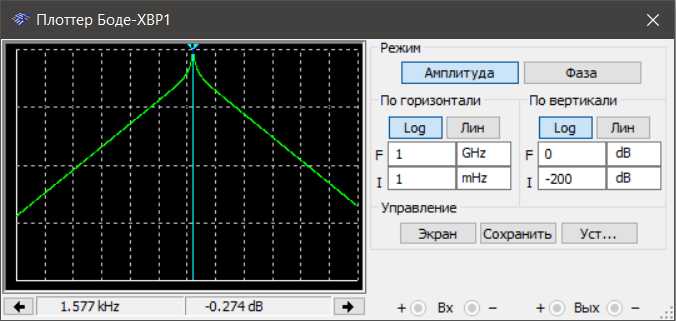 Плоттер Боде-XBP1
Режим
Амплитуда Фаза
По горизонтали По вертикали
Log Лин Log Лин
F 1 GHz F 0 dB
I 1 mHz I -200 dB
Управление
Экран Сохранить Уст...
1.577 kHz -0.274 dB + Вх − + Вых −